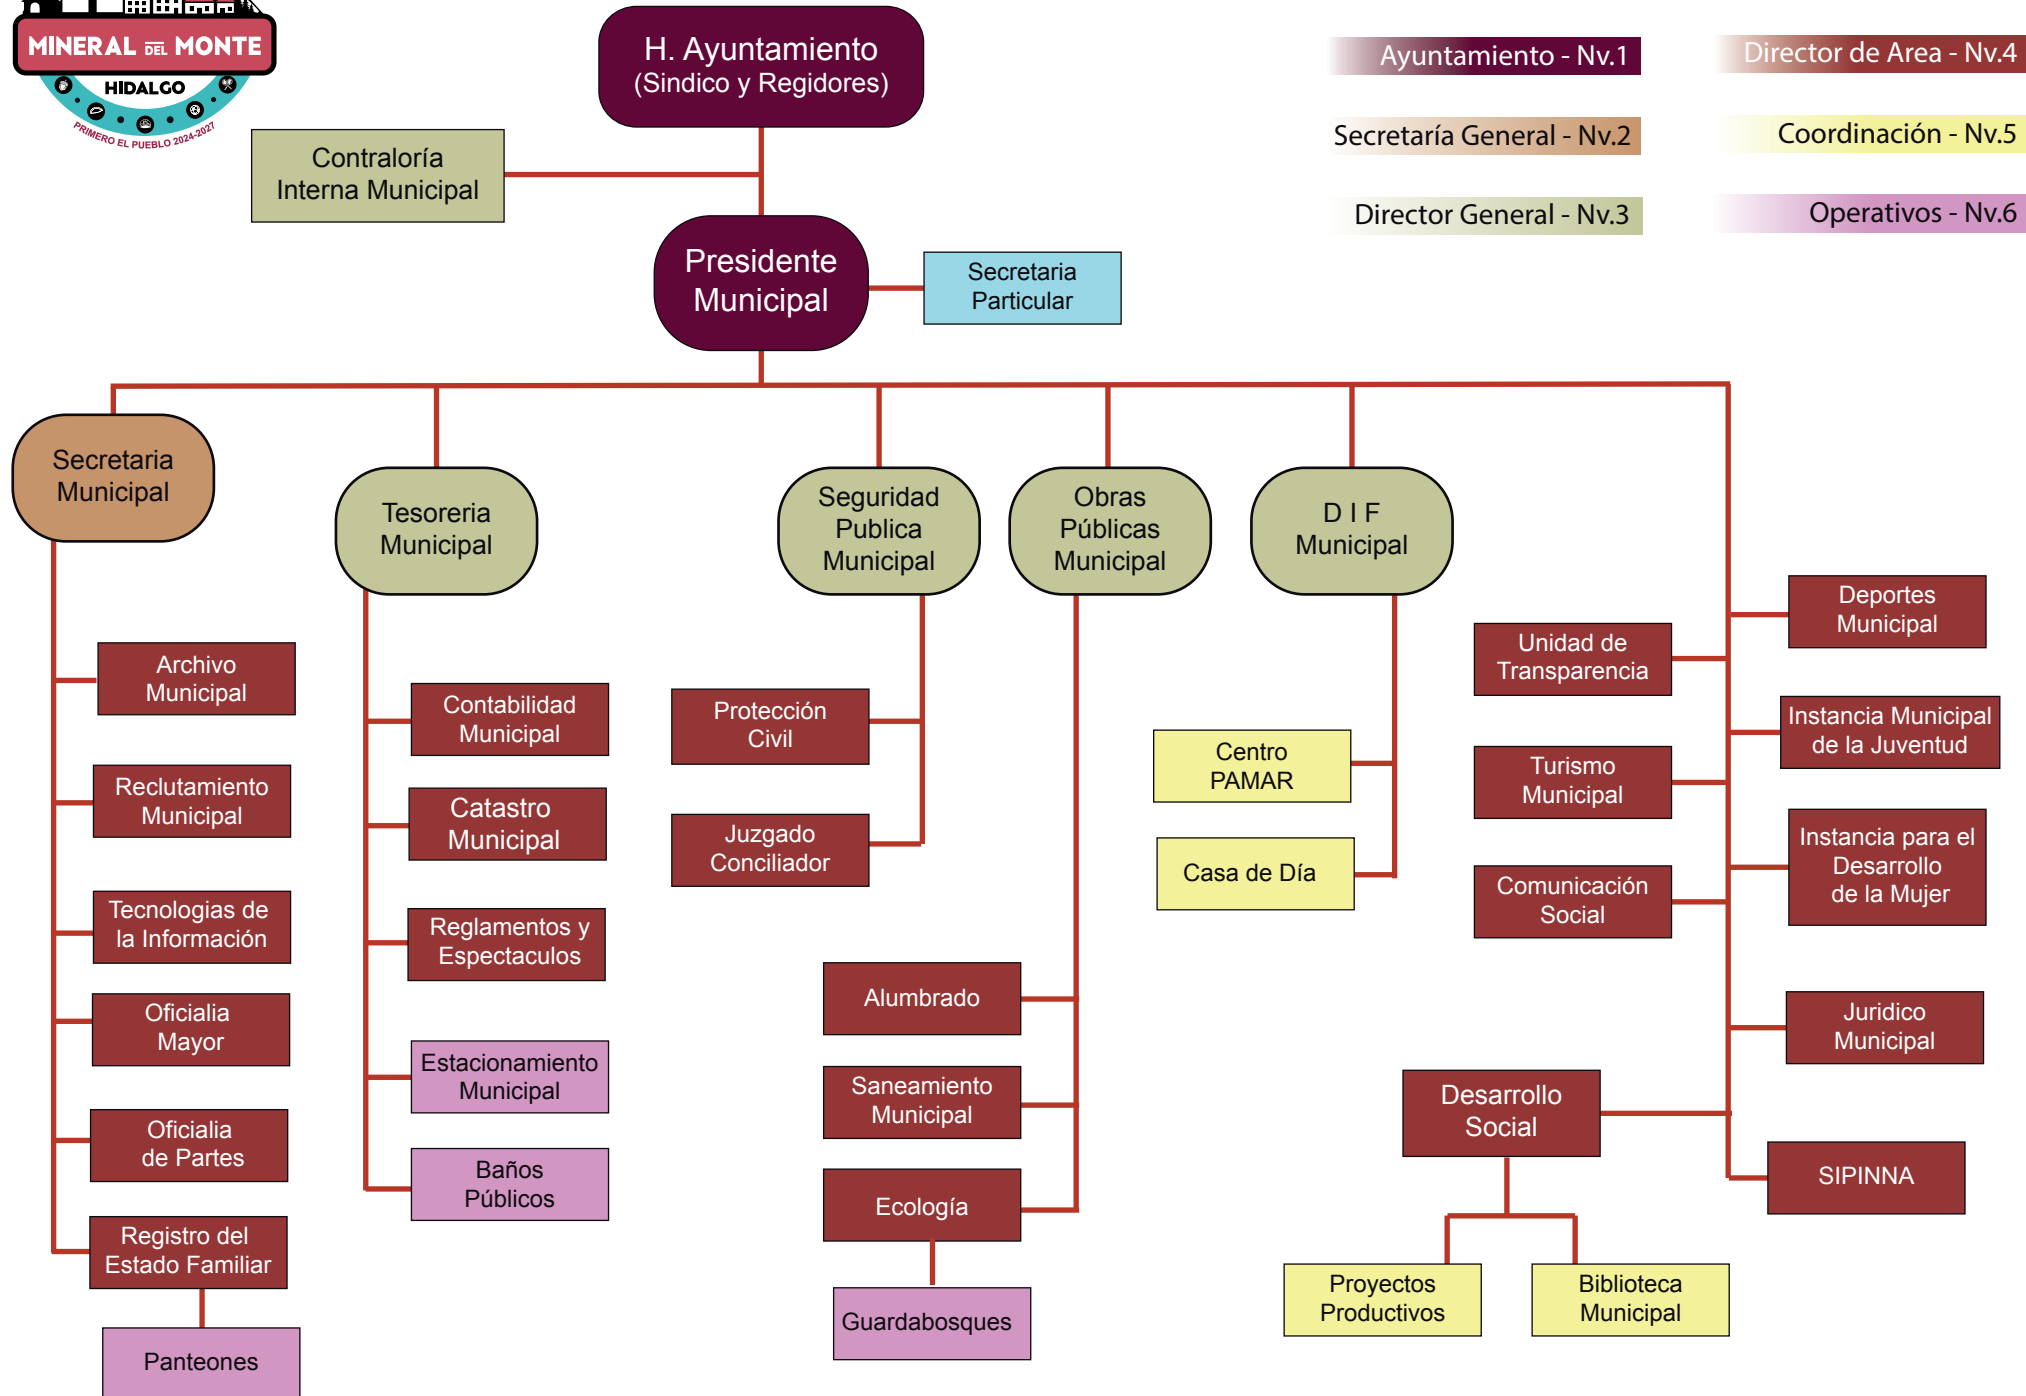 MINERAL DEL MONTE
HIDALGO
PRIMERO EL PUEBLO 2024-2027
H. Ayuntamiento
(Sindico y Regidores)
Ayuntamiento - Nv.1
Director de Area - Nv.4
Secretaría General - Nv.2
Coordinación - Nv.5
Director General - Nv.3
Operativos - Nv.6
Contraloría
Interna Municipal
Presidente
Municipal
Secretaria
Particular
Secretaria
Municipal
Tesoreria
Municipal
Seguridad
Publica
Municipal
Obras
Públicas
Municipal
D I F
Municipal
Archivo
Municipal
Reclutamiento
Municipal
Tecnologias de
la Información
Oficialia
Mayor
Oficialia
de Partes
Registro del
Estado Familiar
Panteones
Contabilidad
Municipal
Catastro
Municipal
Reglamentos y
Espectaculos
Estacionamiento
Municipal
Baños
Públicos
Protección
Civil
Juzgado
Conciliador
Alumbrado
Saneamiento
Municipal
Ecología
Guardabosques
Centro
PAMAR
Casa de Día
Unidad de
Transparencia
Turismo
Municipal
Comunicación
Social
Desarrollo
Social
Proyectos
Productivos
Biblioteca
Municipal
Deportes
Municipal
Instancia Municipal
de la Juventud
Instancia para el
Desarrollo
de la Mujer
Juridico
Municipal
SIPINNA